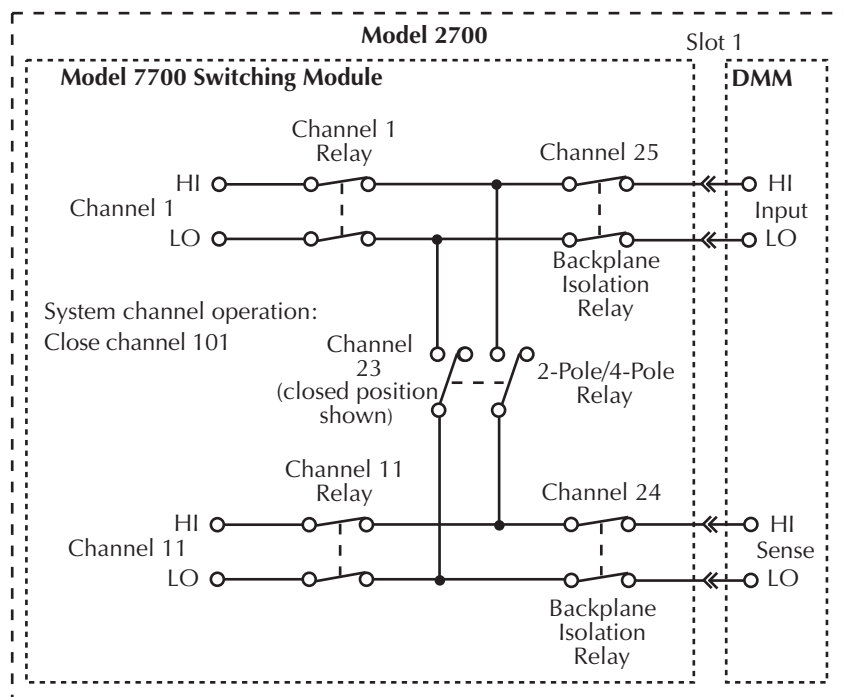 Model 2700
Slot 1
Model 7700 Switching Module
DMM
Channel 1
Relay
Channel 25
HI
HI
Channel 1
Input
LO
LO
Backplane
Isolation
Relay
System channel operation:
Close channel 101
Channel
23
(closed position
shown)
2-Pole/4-Pole
Relay
Channel 11
Relay
Channel 24
HI
HI
Channel 11
Sense
LO
LO
Backplane
Isolation
Relay